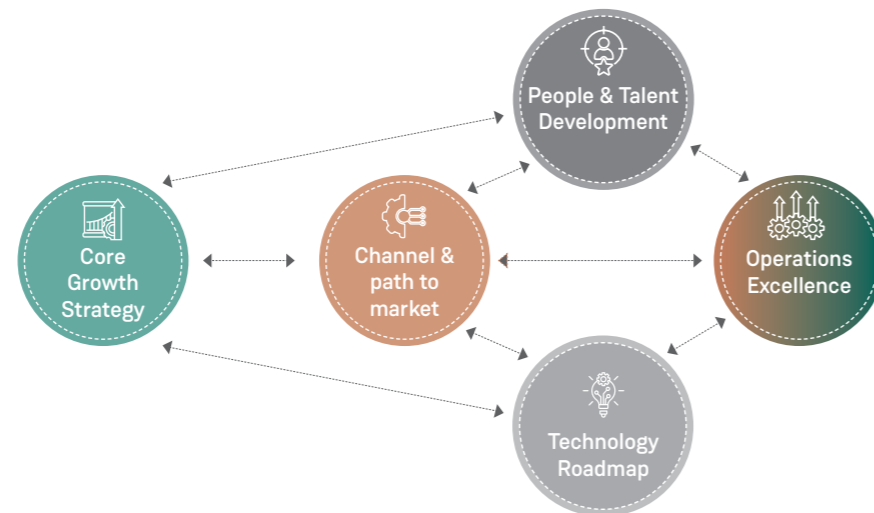 People & Talent
Development
Core
Growth
Strategy
Channel &
path to
market
Operations
Excellence
Technology
Roadmap